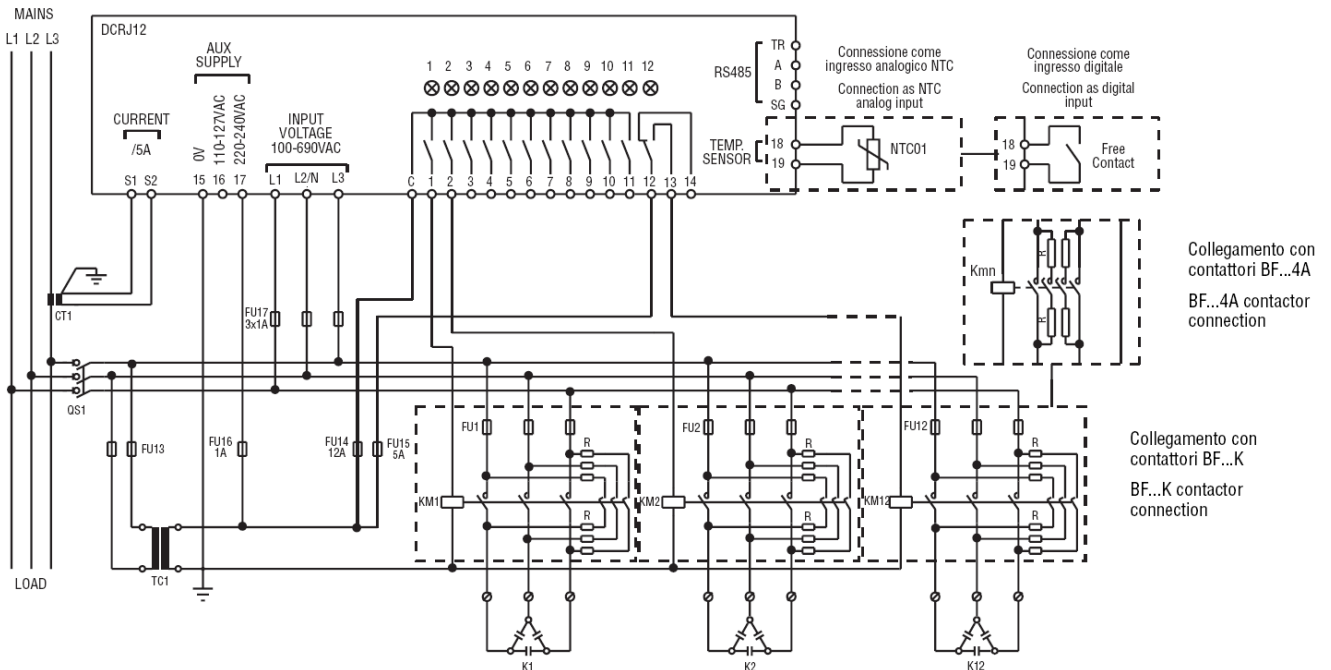 MAINS
L1 L2 L3
DCRJ12
AUX
SUPPLY
CURRENT
/5A
0V
110-127VAC
220-240VAC
INPUT
VOLTAGE
100-690VAC
1 2 3 4 5 6 7 8 9 10 11 12
RS485
TR
A
B
SG
TEMP.
SENSOR
18
19
Connessione come
ingresso analogico NTC
Connection as NTC
analog input
NTC01
Connessione come
ingresso digitale
Connection as digital
input
18
19
Free
Contact
S1 S2 15 16 17 L1 L2/N L3 C 1 2 3 4 5 6 7 8 9 10 11 12 13 14
CT1
FU17
3x1A
Kmn
R
R
Collegamento con
contattori BF...4A
BF...4A contactor
connection
QS1
FU13
FU16
1A
FU14
12A
FU15
5A
FU1
R
KM1
R
FU2
R
KM2
R
FU12
R
KM12
R
Collegamento con
contattori BF...K
BF...K contactor
connection
TC1
LOAD
K1
K2
K12